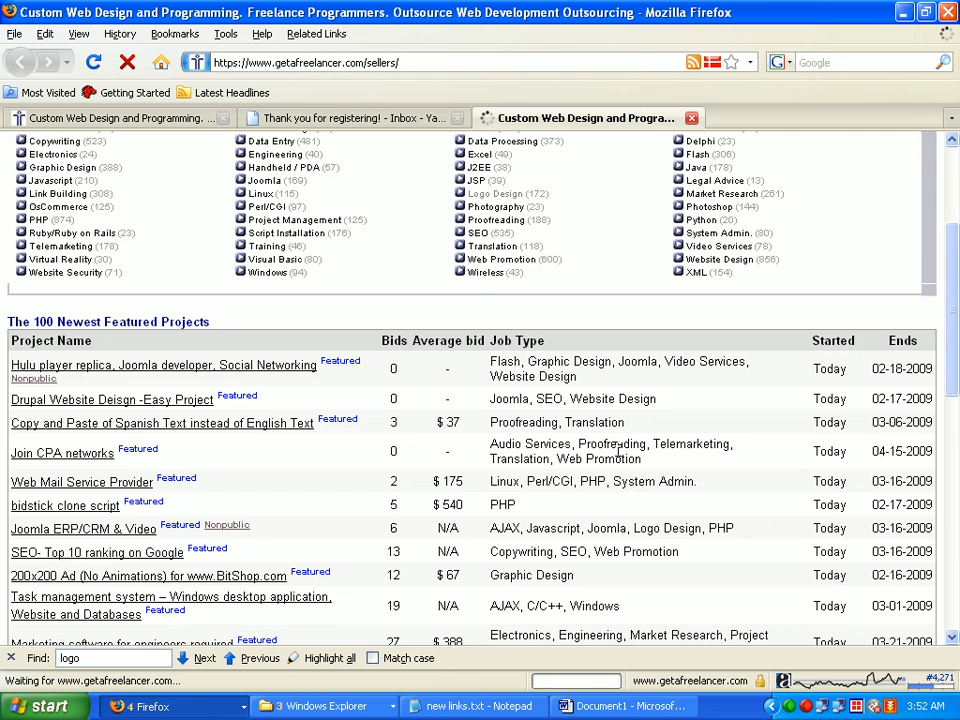 Custom Web Design and Programming. Freelance Programmers. Outsource Web Development Outsourcing - Mozilla Firefox
File Edit View History Bookmarks Tools Help Related Links
https://www.getafreelancer.com/sellers/ G Google
Most Visited Getting Started Latest Headlines
Custom Web Design and Programming. ... Thank you for registering! - Inbox - Ya... Custom Web Design and Progra...
Copywriting (523) Data Entry (481) Data Processing (373) Delphi (23)
Electronics (24) Engineering (40) Excel (49) Flash (306)
Graphic Design (388) Handheld / PDA (57) J2EE (38) Java (178)
Javascript (210) Joomla (169) JSP (39) Legal Advice (13)
Link Building (308) Linux (115) Logo Design (172) Market Research (261)
OsCommerce (125) Perl/CGI (97) Photography (23) Photoshop (144)
PHP (874) Project Management (125) Proofreading (188) Python (20)
Ruby/Ruby on Rails (23) Script Installation (176) SEO (535) System Admin. (80)
Telemarketing (178) Training (46) Translation (118) Video Services (78)
Virtual Reality (30) Visual Basic (80) Web Promotion (600) Website Design (856)
Website Security (71) Windows (94) Wireless (43) XML (154)
The 100 Newest Featured Projects
Project Name Bids Average bid Job Type Started Ends
Hulu player replica, Joomla developer, Social Networking Featured Nonpublic 0 - Flash, Graphic Design, Joomla, Video Services, Website Design Today 02-18-2009
Drupal Website Deisgn -Easy Project Featured 0 - Joomla, SEO, Website Design Today 02-17-2009
Copy and Paste of Spanish Text instead of English Text Featured 3 $ 37 Proofreading, Translation Today 03-06-2009
Join CPA networks Featured 0 - Audio Services, Proofreading, Telemarketing, Translation, Web Promotion Today 04-15-2009
Web Mail Service Provider Featured 2 $ 175 Linux, Perl/CGI, PHP, System Admin. Today 03-16-2009
bidstick clone script Featured 5 $ 540 PHP Today 02-17-2009
Joomla ERP/CRM & Video Featured Nonpublic 6 N/A AJAX, Javascript, Joomla, Logo Design, PHP Today 03-16-2009
SEO- Top 10 ranking on Google Featured 13 N/A Copywriting, SEO, Web Promotion Today 03-16-2009
200x200 Ad (No Animations) for www.BitShop.com Featured 12 $ 67 Graphic Design Today 02-16-2009
Task management system – Windows desktop application, Website and Databases Featured 19 N/A AJAX, C/C++, Windows Today 03-01-2009
Marketing software for engineers required Featured 27 $ 388 Electronics, Engineering, Market Research, Project Today 03-21-2009
Find: logo Next Previous Highlight all Match case
Waiting for www.getafreelancer.com... www.getafreelancer.com #4,271
start 4 Firefox 3 Windows Explorer new links.txt - Notepad Document1 - Microsof... 3:52 AM